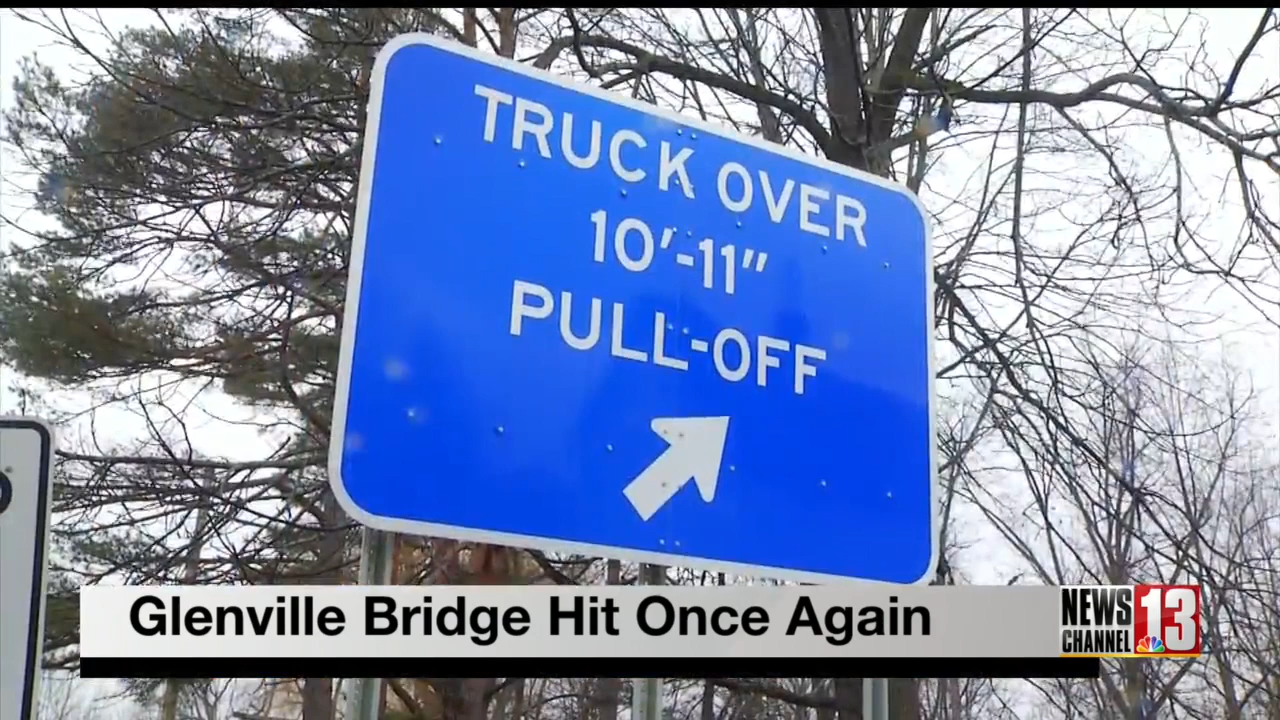 TRUCK OVER
10'-11"
PULL-OFF
Glenville Bridge Hit Once Again
NEWS
CHANNEL
13